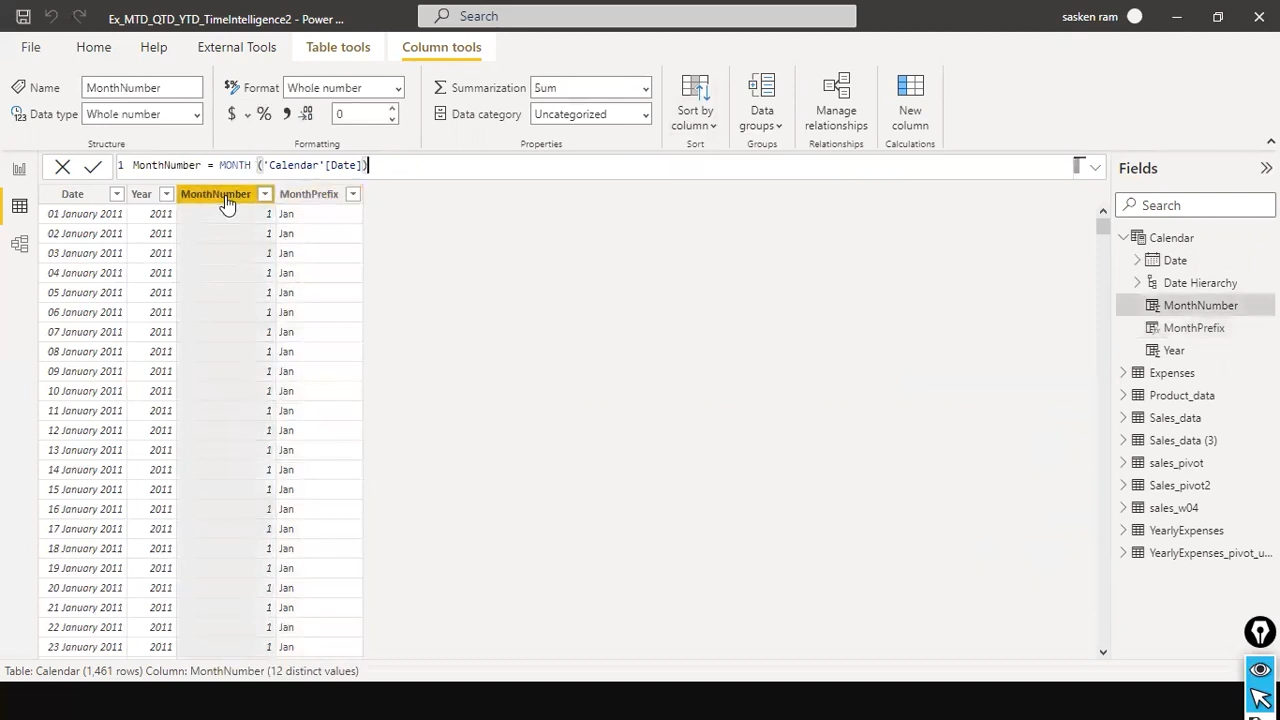 Ex_MTD_QTD_YTD_TimeIntelligence2 - Power ...
Search
sasken ram
File
Home
Help
External Tools
Table tools
Column tools
Name
MonthNumber
Format
Whole number
Summarization
Sum
Data type
Whole number
$
%
0
Data category
Uncategorized
Sort by column
Data groups
Manage relationships
New column
Structure
Formatting
Properties
Sort
Groups
Relationships
Calculations
1 MonthNumber = MONTH ('Calendar'[Date])
Date Year MonthNumber MonthPrefix
01 January 2011 2011 1 Jan
02 January 2011 2011 1 Jan
03 January 2011 2011 1 Jan
04 January 2011 2011 1 Jan
05 January 2011 2011 1 Jan
06 January 2011 2011 1 Jan
07 January 2011 2011 1 Jan
08 January 2011 2011 1 Jan
09 January 2011 2011 1 Jan
10 January 2011 2011 1 Jan
11 January 2011 2011 1 Jan
12 January 2011 2011 1 Jan
13 January 2011 2011 1 Jan
14 January 2011 2011 1 Jan
15 January 2011 2011 1 Jan
16 January 2011 2011 1 Jan
17 January 2011 2011 1 Jan
18 January 2011 2011 1 Jan
19 January 2011 2011 1 Jan
20 January 2011 2011 1 Jan
21 January 2011 2011 1 Jan
22 January 2011 2011 1 Jan
23 January 2011 2011 1 Jan
Fields
Search
Calendar
Date
Date Hierarchy
MonthNumber
MonthPrefix
Year
Expenses
Product_data
Sales_data
Sales_data (3)
sales_pivot
Sales_pivot2
sales_w04
YearlyExpenses
YearlyExpenses_pivot_u...
Table: Calendar (1,461 rows) Column: MonthNumber (12 distinct values)